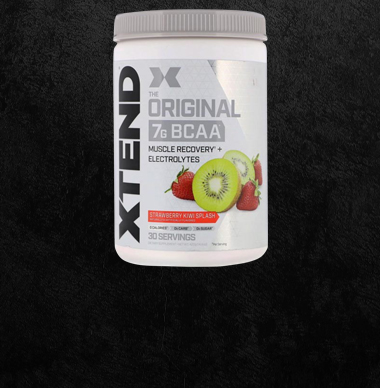 XTEND
THE
ORIGINAL
7G BCAA
MUSCLE RECOVERY* +
ELECTROLYTES
STRAWBERRY KIWI SPLASH
30 SERVINGS